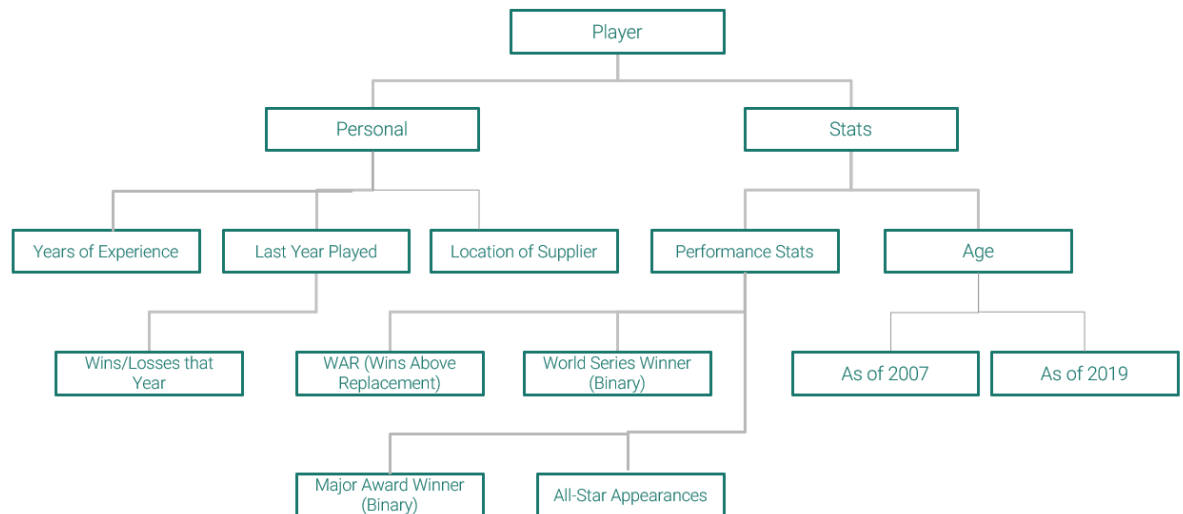 Player
Personal
Stats
Years of Experience
Last Year Played
Location of Supplier
Performance Stats
Age
Wins/Losses that
Year
WAR (Wins Above
Replacement)
World Series Winner
(Binary)
As of 2007
As of 2019
Major Award Winner
(Binary)
All-Star Appearances